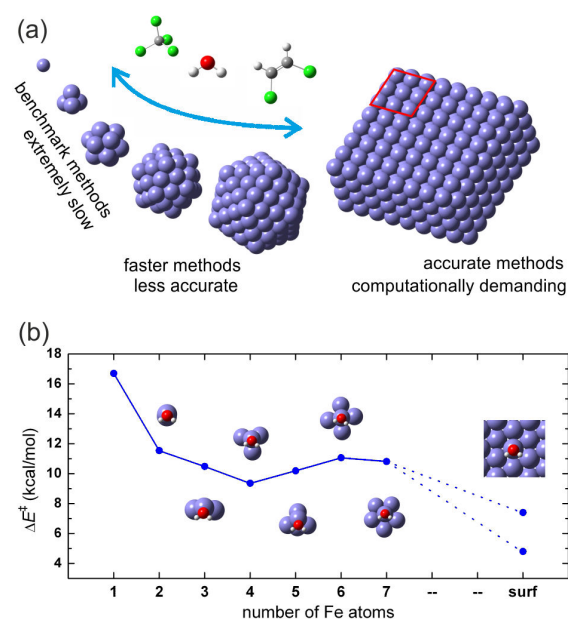 (a)
benchmark methods
extremely slow
faster methods
less accurate
accurate methods
computationally demanding
(b)
18
16
14
12
10
8
6
4
2
ΔE‡ (kcal/mol)
1 2 3 4 5 6 7 -- -- surf
number of Fe atoms